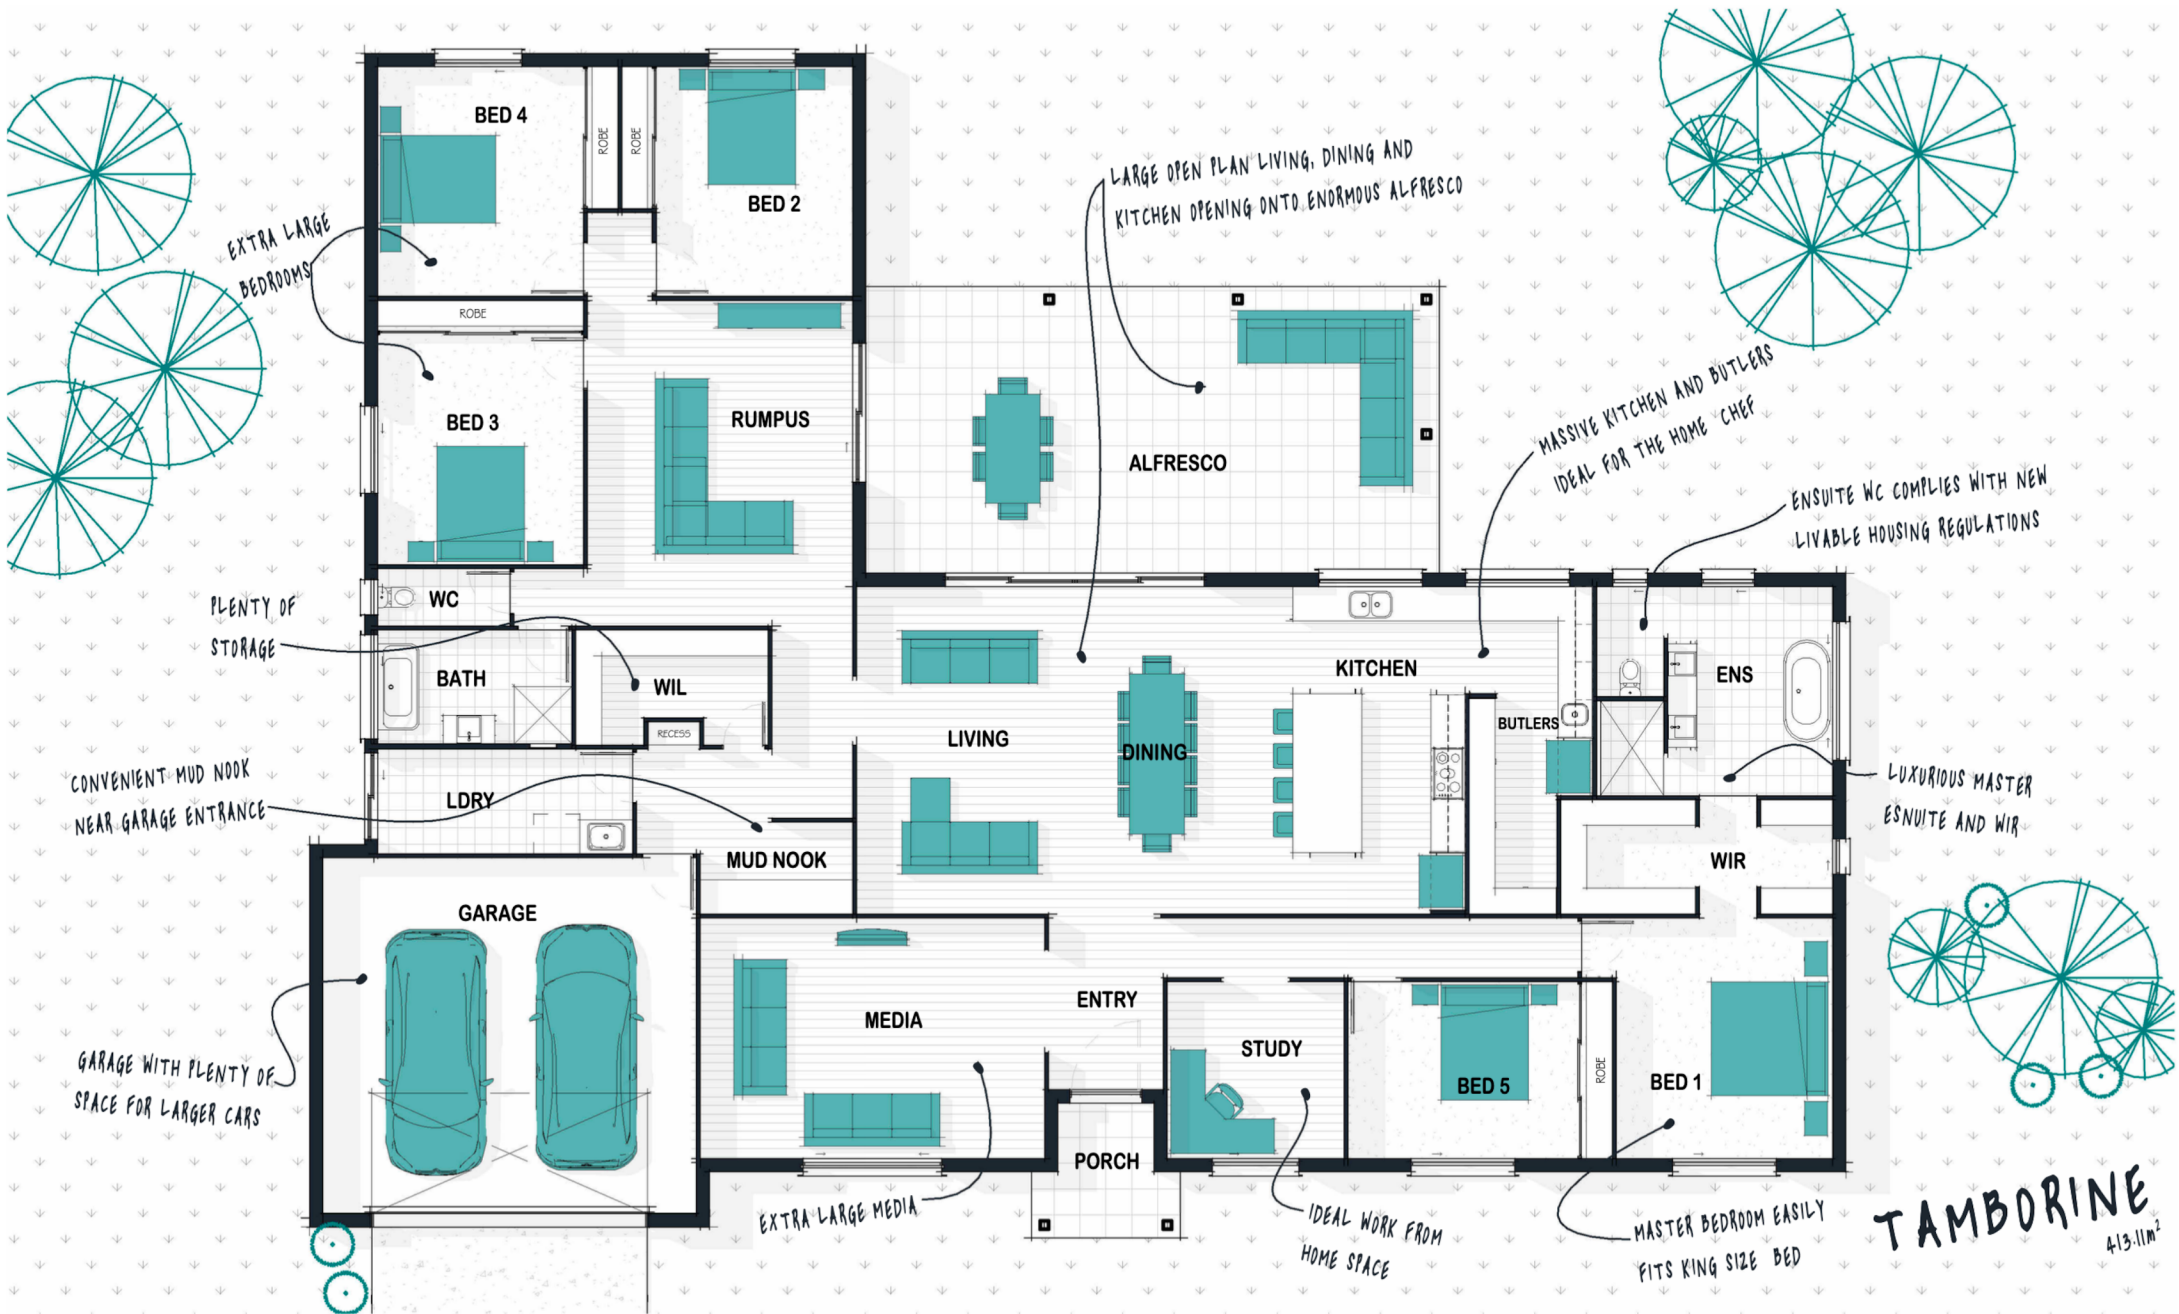 BED 4
ROBE
ROBE
BED 2
LARGE OPEN PLAN LIVING, DINING AND
KITCHEN OPENING ONTO ENORMOUS ALFRESCO
EXTRA LARGE
BEDROOMS
ROBE
BED 3
RUMPUS
ALFRESCO
MASSIVE KITCHEN AND BUTLERS
IDEAL FOR THE HOME CHEF
ENSUITE WC COMPLIES WITH NEW
LIVABLE HOUSING REGULATIONS
PLENTY OF
STORAGE
WC
BATH
WIL
RECESS
LIVING
DINING
KITCHEN
BUTLERS
ENS
CONVENIENT MUD NOOK
NEAR GARAGE ENTRANCE
LDRY
MUD NOOK
WIR
LUXURIOUS MASTER
ESNUITE AND WIR
GARAGE
MEDIA
ENTRY
STUDY
BED 5
ROBE
BED 1
GARAGE WITH PLENTY OF
SPACE FOR LARGER CARS
PORCH
EXTRA LARGE MEDIA
IDEAL WORK FROM
HOME SPACE
MASTER BEDROOM EASILY
FITS KING SIZE BED
TAMBORINE
413.11m²